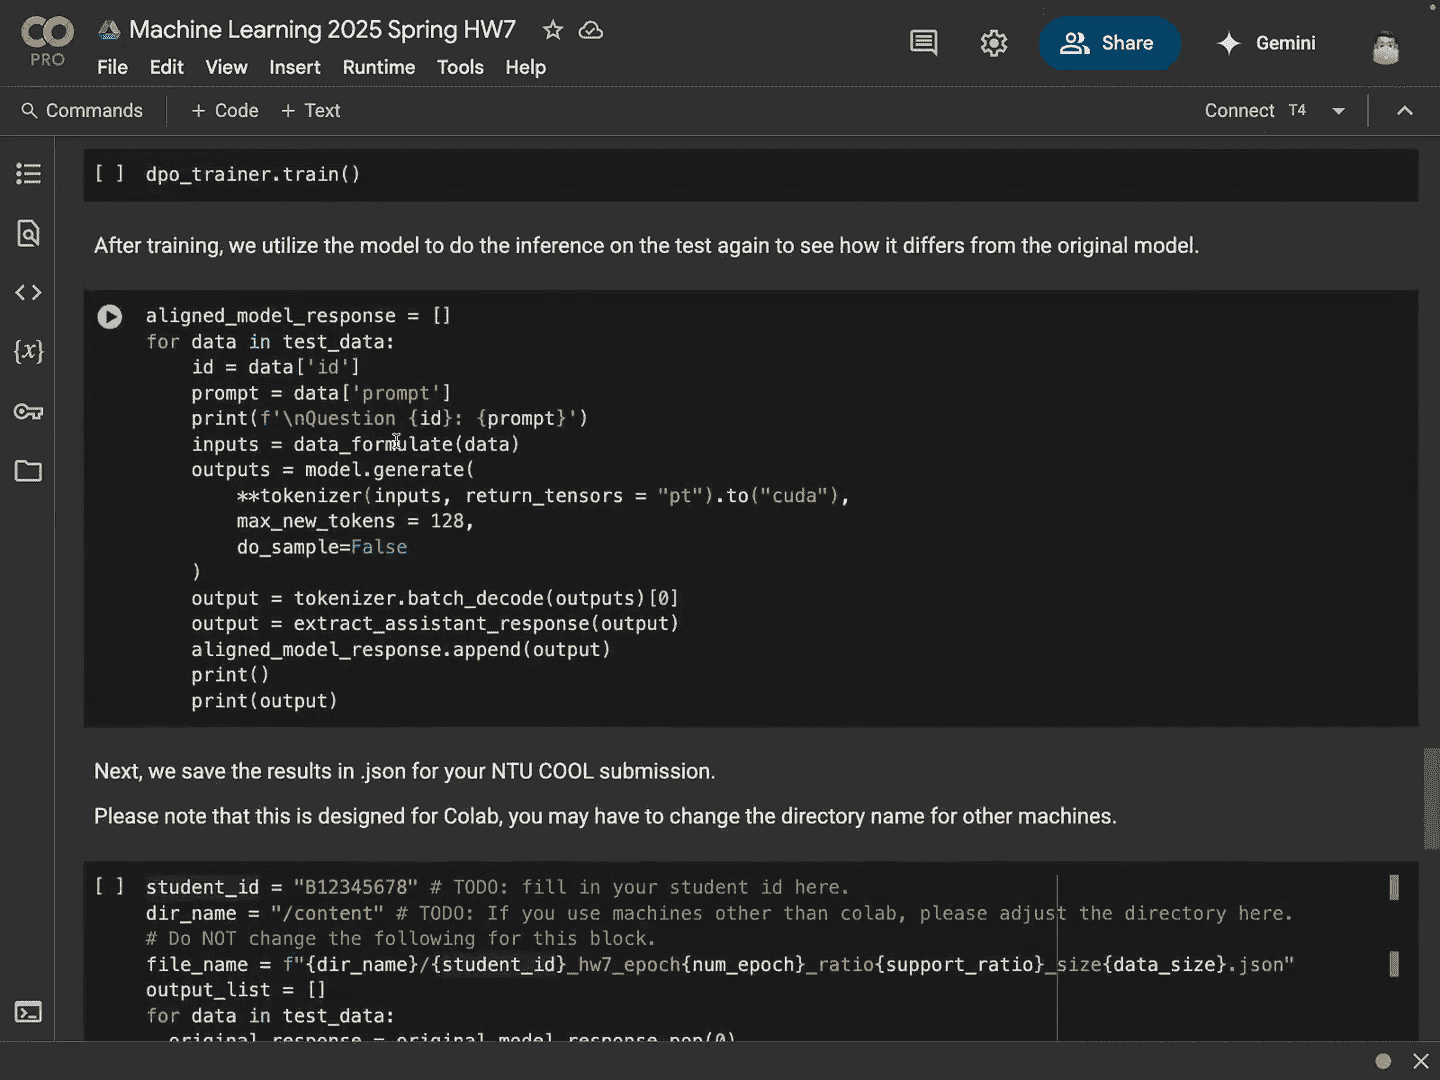 CO
PRO
Machine Learning 2025 Spring HW7
File Edit View Insert Runtime Tools Help
Share
Gemini
Commands + Code + Text
Connect T4
[ ] dpo_trainer.train()
After training, we utilize the model to do the inference on the test again to see how it differs from the original model.
aligned_model_response = []
for data in test_data:
    id = data['id']
    prompt = data['prompt']
    print(f'\nQuestion {id}: {prompt}')
    inputs = data_formulate(data)
    outputs = model.generate(
        **tokenizer(inputs, return_tensors = "pt").to("cuda"),
        max_new_tokens = 128,
        do_sample=False
    )
    output = tokenizer.batch_decode(outputs)[0]
    output = extract_assistant_response(output)
    aligned_model_response.append(output)
    print()
    print(output)
Next, we save the results in .json for your NTU COOL submission.
Please note that this is designed for Colab, you may have to change the directory name for other machines.
[ ] student_id = "B12345678" # TODO: fill in your student id here.
dir_name = "/content" # TODO: If you use machines other than colab, please adjust the directory here.
# Do NOT change the following for this block.
file_name = f"{dir_name}/{student_id}_hw7_epoch{num_epoch}_ratio{support_ratio}_size{data_size}.json"
output_list = []
for data in test_data:
  original_response = original_model_response.pop(0)